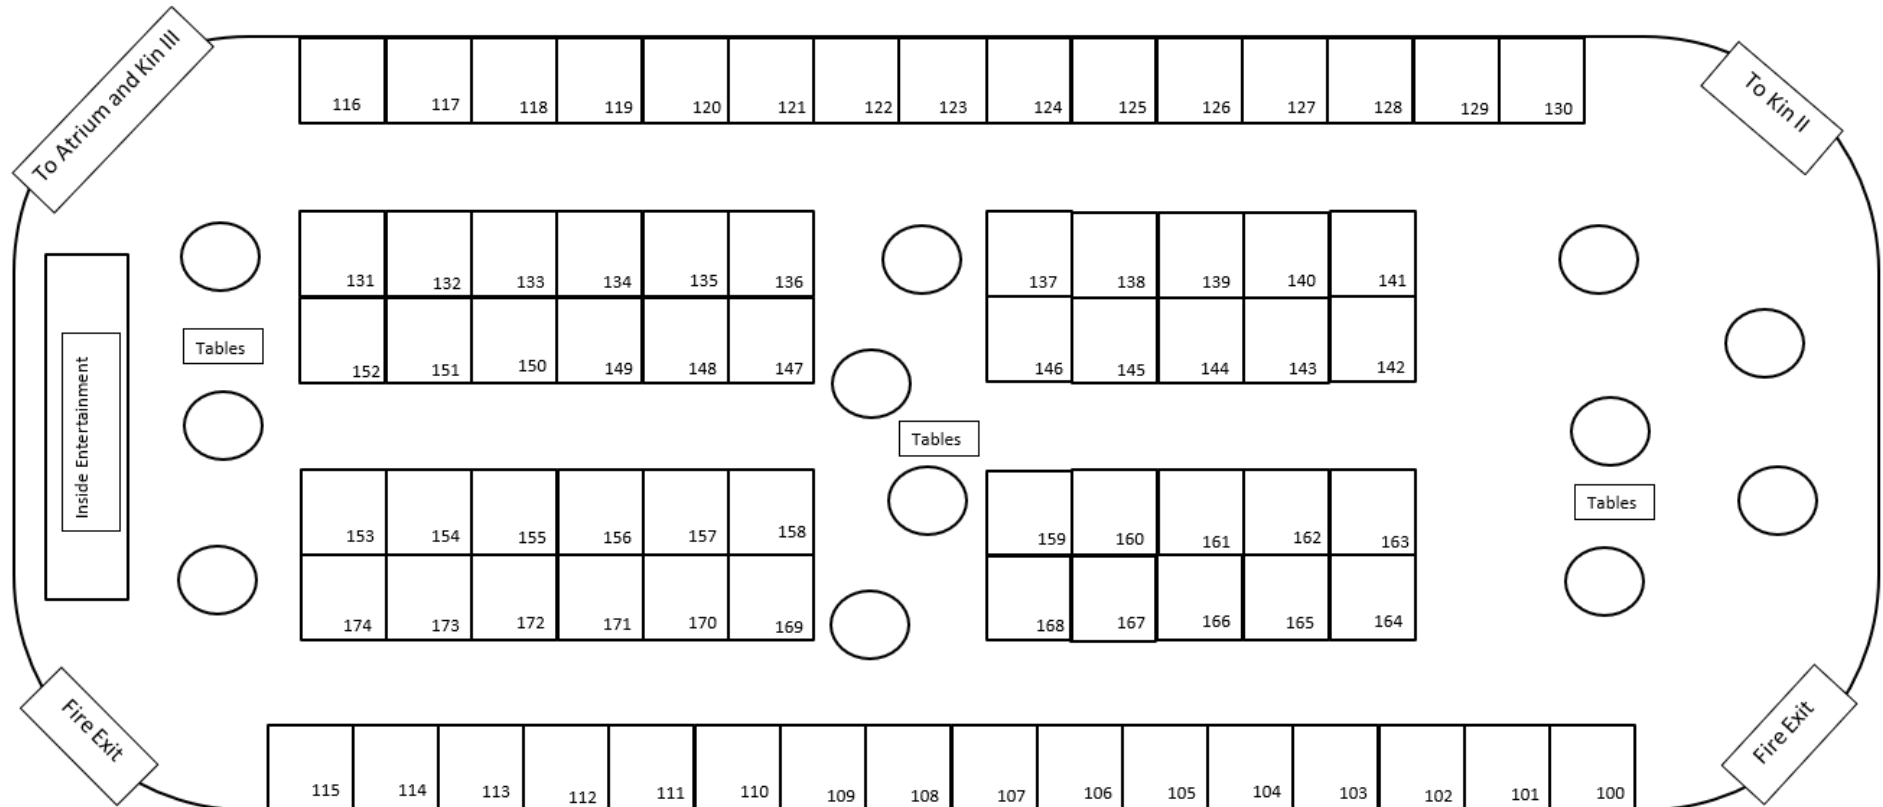 To Atrium and Kin III
To Kin II
116 117 118 119 120 121 122 123 124 125 126 127 128 129 130
131 132 133 134 135 136 137 138 139 140 141
Tables
152 151 150 149 148 147 146 145 144 143 142
Inside Entertainment
Tables
Tables
153 154 155 156 157 158 159 160 161 162 163
174 173 172 171 170 169 168 167 166 165 164
Fire Exit
Fire Exit
115 114 113 112 111 110 109 108 107 106 105 104 103 102 101 100